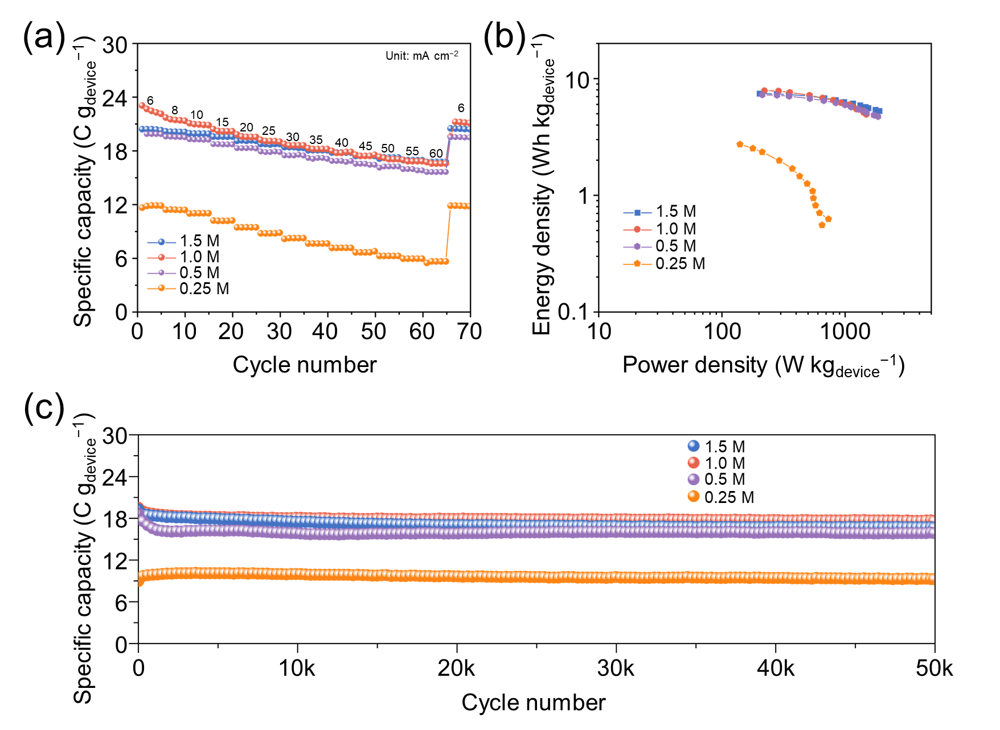 (a)
Specific capacity (C g_device^−1)
30
24
18
12
6
0
Unit: mA cm^−2
6
8
10
15
20
25
30
35
40
45
50
55
60
6
1.5 M
1.0 M
0.5 M
0.25 M
0 10 20 30 40 50 60 70
Cycle number
(b)
Energy density (Wh kg_device^−1)
10
1
0.1
1.5 M
1.0 M
0.5 M
0.25 M
10 100 1000
Power density (W kg_device^−1)
(c)
Specific capacity (C g_device^−1)
30
24
18
12
6
0
1.5 M
1.0 M
0.5 M
0.25 M
0 10k 20k 30k 40k 50k
Cycle number